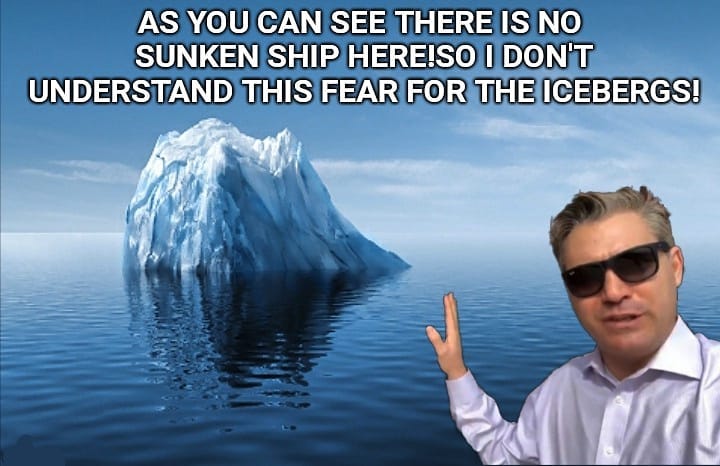 AS YOU CAN SEE THERE IS NO
SUNKEN SHIP HERE!SO I DON'T
UNDERSTAND THIS FEAR FOR THE ICEBERGS!